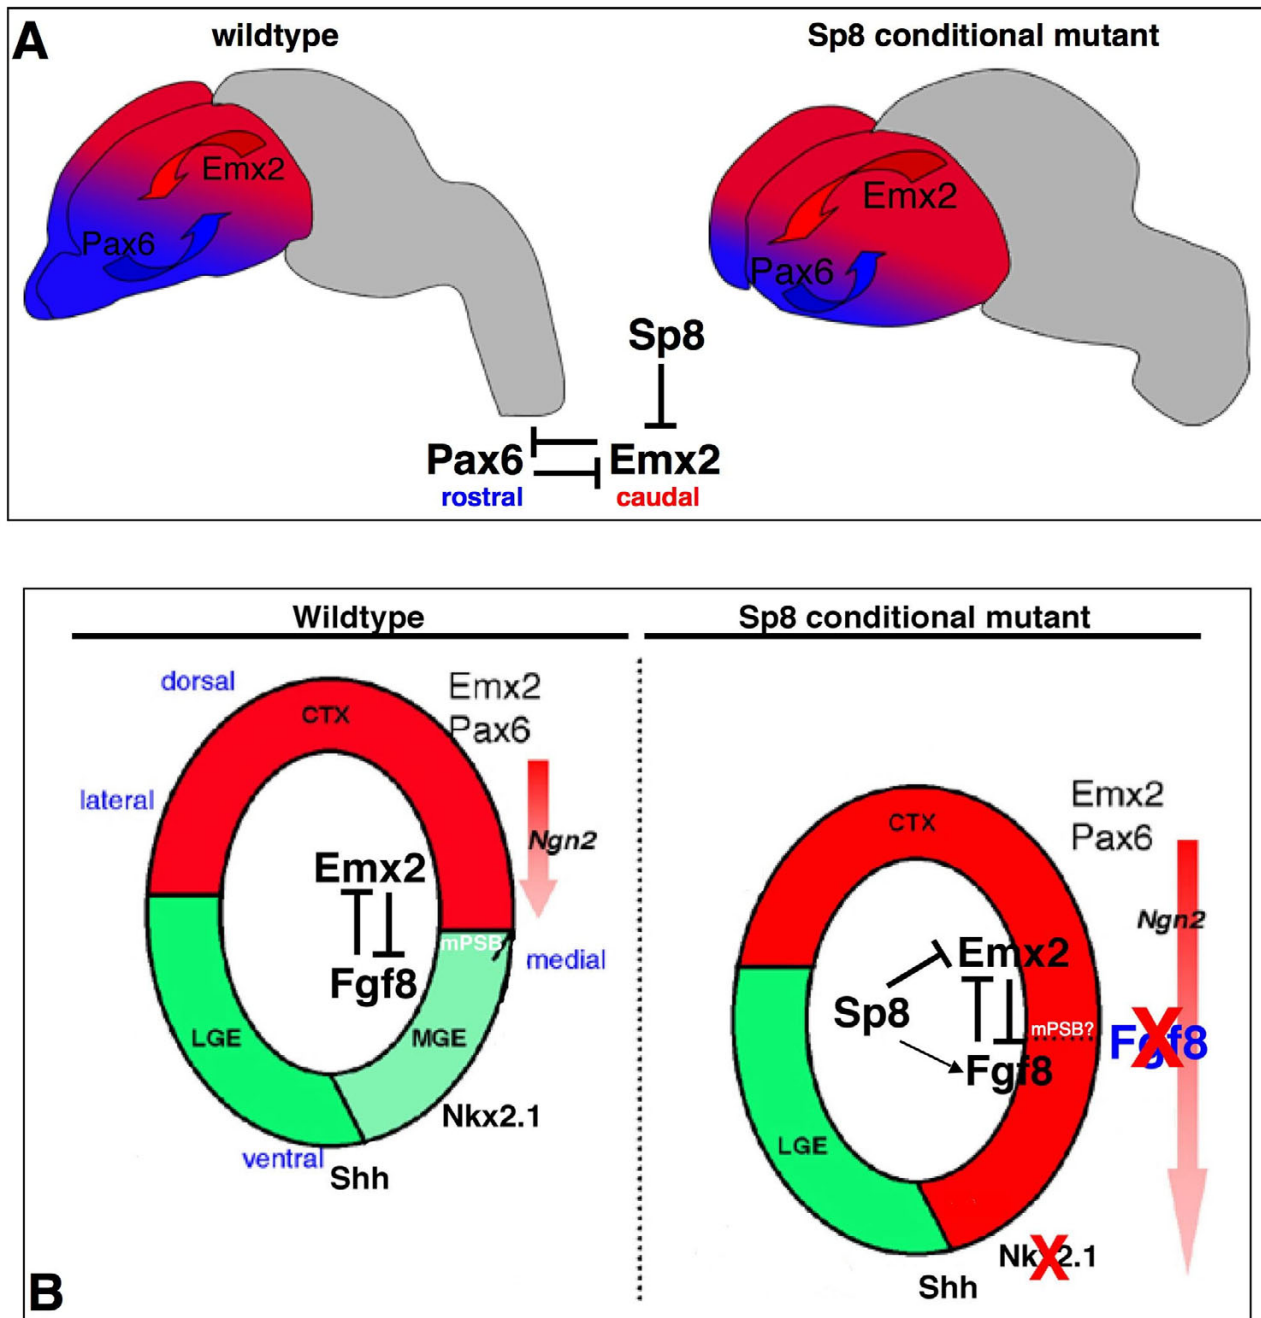 A
wildtype
Sp8 conditional mutant
Emx2
Pax6
Emx2
Pax6
Sp8
Pax6 Emx2
rostral caudal
Wildtype
Sp8 conditional mutant
dorsal
Emx2
Pax6
CTX
lateral
Ngn2
Emx2
mPSB
medial
Fgf8
LGE
MGE
Nkx2.1
ventral
Shh
Emx2
Pax6
CTX
Ngn2
Emx2
Sp8
mPSB?
Fgf8
X
Fgf8
LGE
Nkx2.1
X
Shh
B